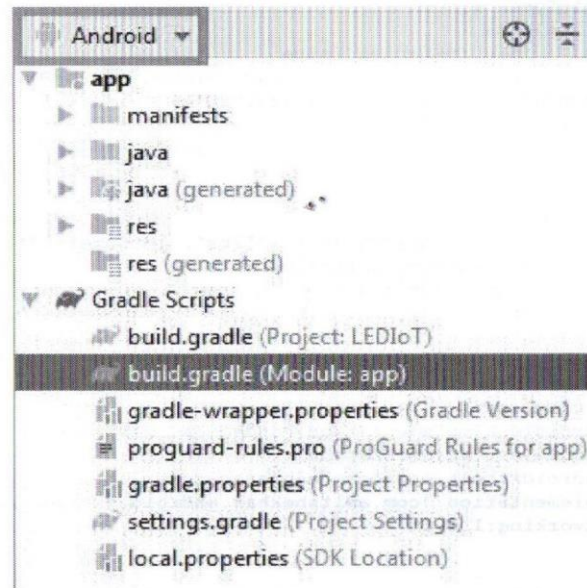 Android
app
manifests
java
java (generated)
res
res (generated)
Gradle Scripts
build.gradle (Project: LEDIoT)
build.gradle (Module: app)
gradle-wrapper.properties (Gradle Version)
proguard-rules.pro (ProGuard Rules for app)
gradle.properties (Project Properties)
settings.gradle (Project Settings)
local.properties (SDK Location)